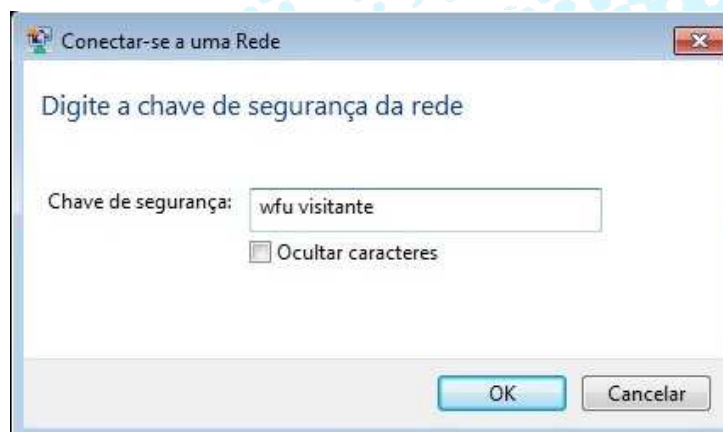 Conectar-se a uma Rede
Digite a chave de segurança da rede
Chave de segurança: wfu visitante
Ocultar caracteres
OK Cancelar